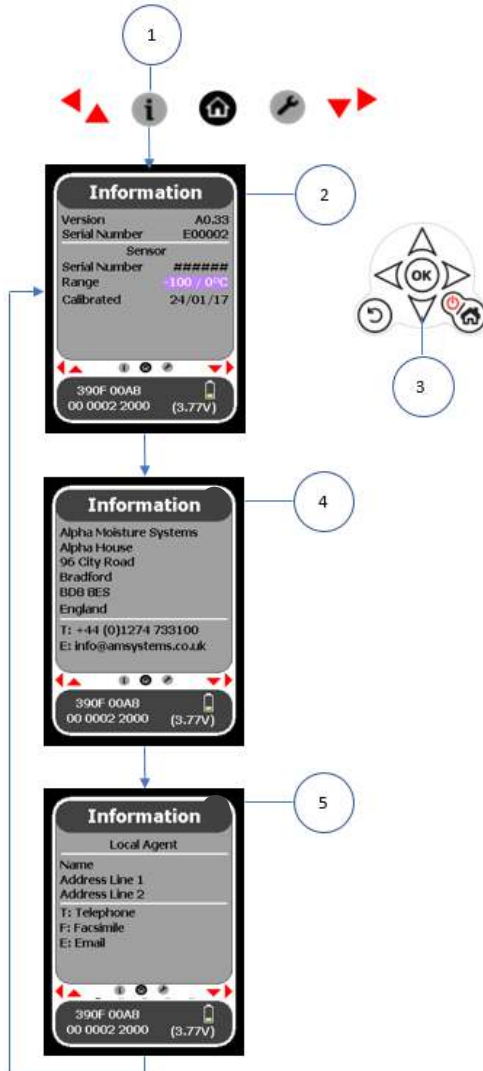 1
i
Information
2
Version A0.33
Serial Number E00002
Sensor
Serial Number ######
Range -100 / 0°C
Calibrated 24/01/17
i
390F 00A8
00 0002 2000 (3.77V)
OK
3
Information
4
Alpha Moisture Systems
Alpha House
96 City Road
Bradford
BD8 8ES
England
T: +44 (0)1274 733100
E: info@amsystems.co.uk
i
390F 00A8
00 0002 2000 (3.77V)
Information
5
Local Agent
Name
Address Line 1
Address Line 2
T: Telephone
F: Facsimile
E: Email
i
390F 00A8
00 0002 2000 (3.77V)